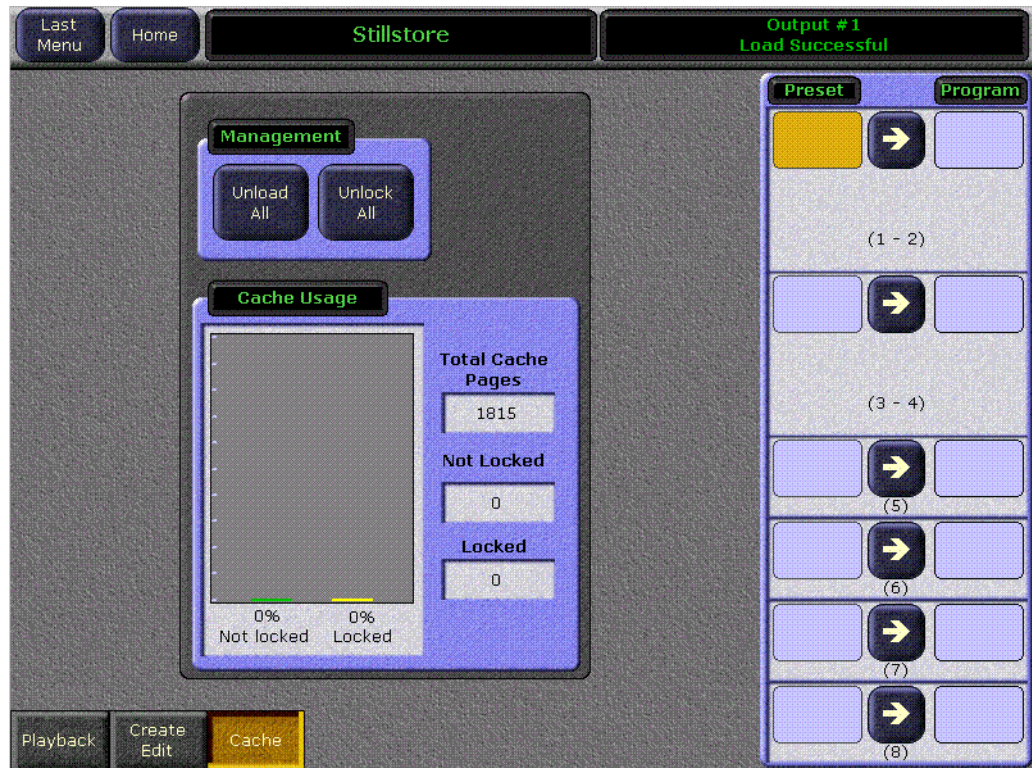 Last
Menu
Home
Stillstore
Output #1
Load Successful
Preset
Program
Management
Unload
All
Unlock
All
(1 - 2)
Cache Usage
Total Cache
Pages
1815
(3 - 4)
Not Locked
0
(5)
Locked
0
(6)
0%
Not locked
0%
Locked
(7)
Playback
Create
Edit
Cache
(8)